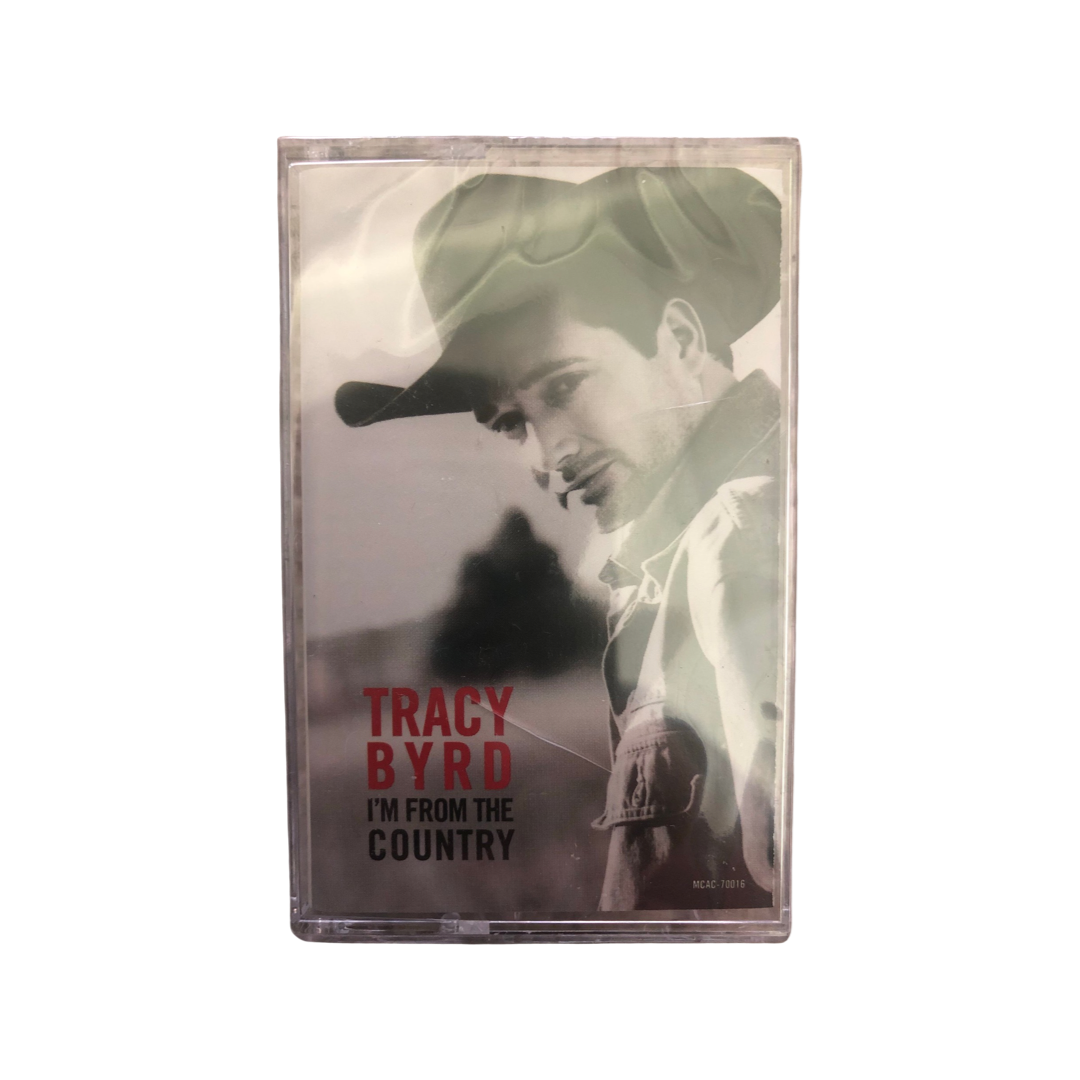 TRACY
BYRD
I'M FROM THE
COUNTRY
MCAC-70016